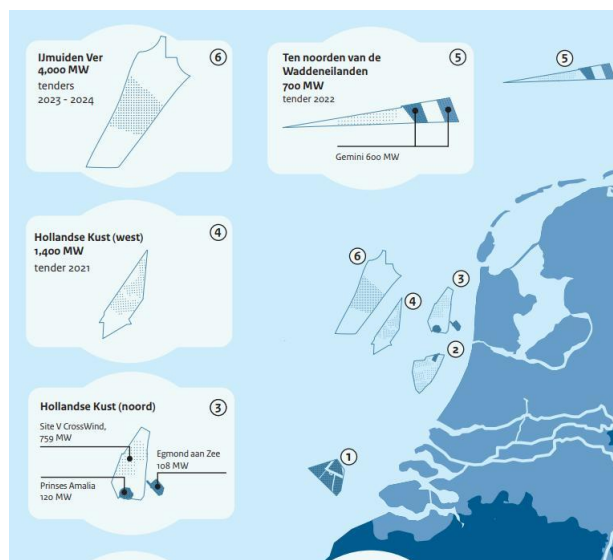 IJmuiden Ver
4,000 MW
tenders
2023 - 2024
6
Ten noorden van de
Waddeneilanden
700 MW
tender 2022
5
Gemini 600 MW
5
Hollandse Kust (west)
1,400 MW
tender 2021
4
6
4
3
2
1
Hollandse Kust (noord)
3
Site V CrossWind,
759 MW
Egmond aan Zee
108 MW
Prinses Amalia
120 MW